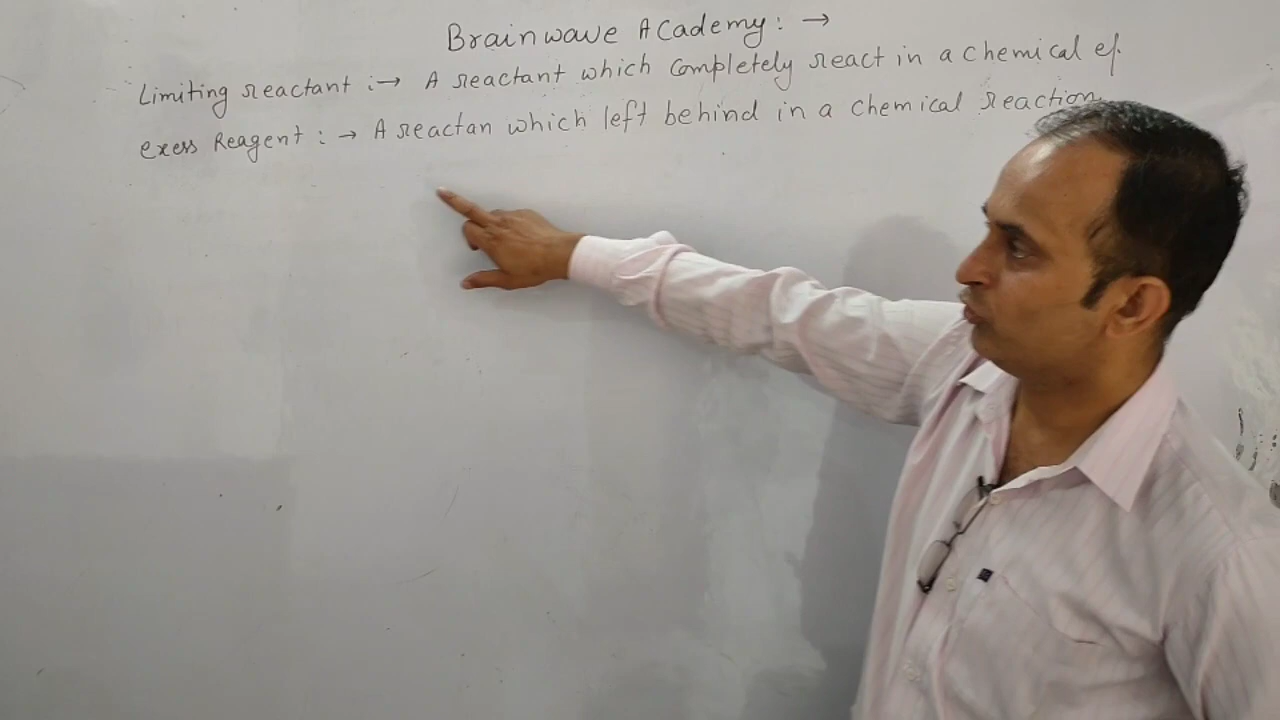 Brainwave Academy : →
Limiting reactant :→ A reactant which completely react in a chemical
exess Reagent : → A reactan which left behind in a chemical reaction